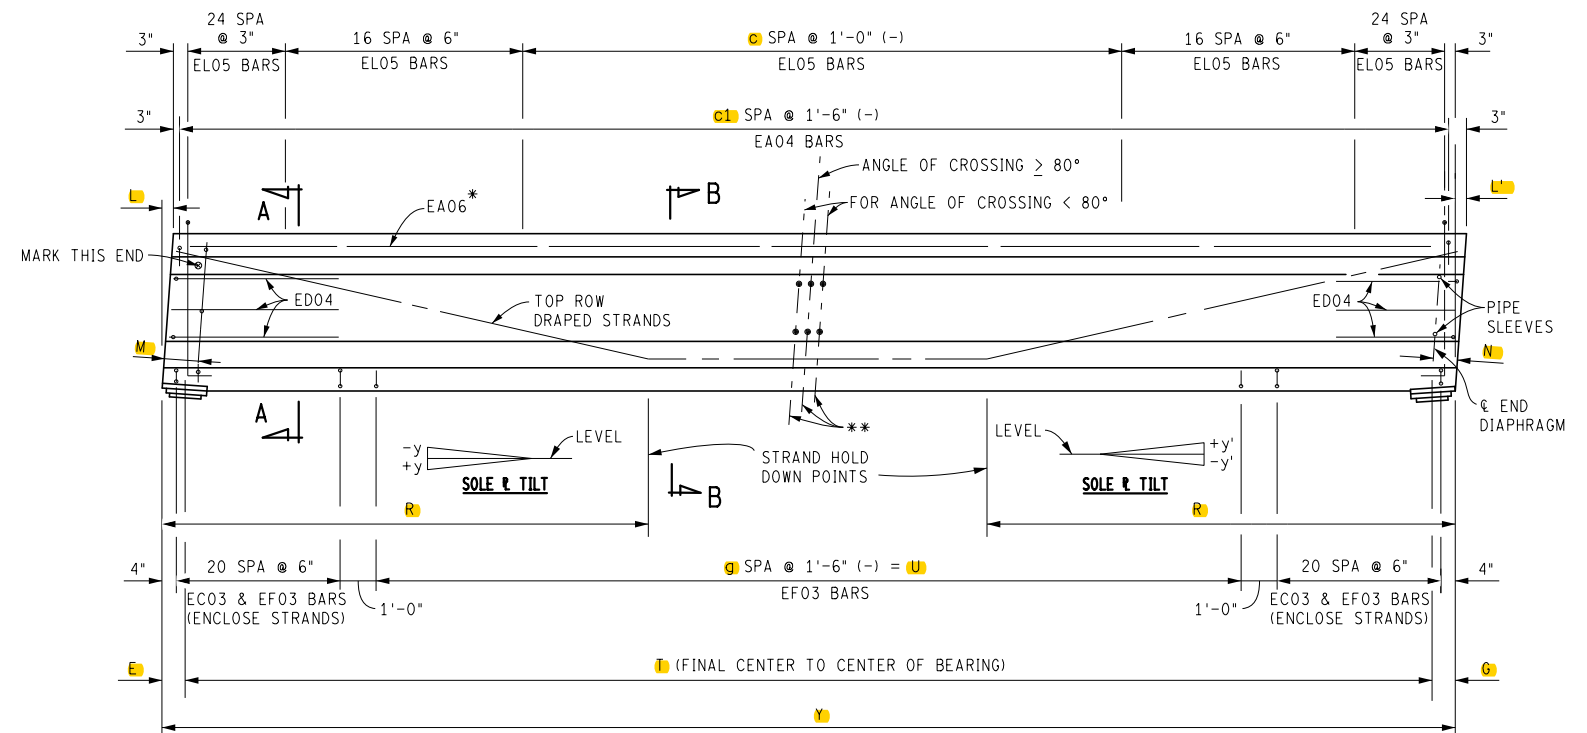 24 SPA
@ 3"
3"
16 SPA @ 6"
c SPA @ 1'-0" (-)
16 SPA @ 6"
24 SPA
@ 3"
3"
EL05 BARS
EL05 BARS
EL05 BARS
EL05 BARS
EL05 BARS
3"
c1 SPA @ 1'-6" (-)
3"
EA04 BARS
ANGLE OF CROSSING ≥ 80°
L
A
EA06*
B
FOR ANGLE OF CROSSING < 80°
L'
MARK THIS END
ED04
TOP ROW
DRAPED STRANDS
ED04
PIPE
SLEEVES
M
N
A
**
℄ END
DIAPHRAGM
-y
+y
LEVEL
SOLE ℄ TILT
STRAND HOLD
DOWN POINTS
LEVEL
+y'
-y'
SOLE ℄ TILT
B
R
R
4"
20 SPA @ 6"
g SPA @ 1'-6" (-) = U
20 SPA @ 6"
4"
EC03 & EF03 BARS
(ENCLOSE STRANDS)
1'-0"
EF03 BARS
1'-0"
EC03 & EF03 BARS
(ENCLOSE STRANDS)
E
T (FINAL CENTER TO CENTER OF BEARING)
G
Y